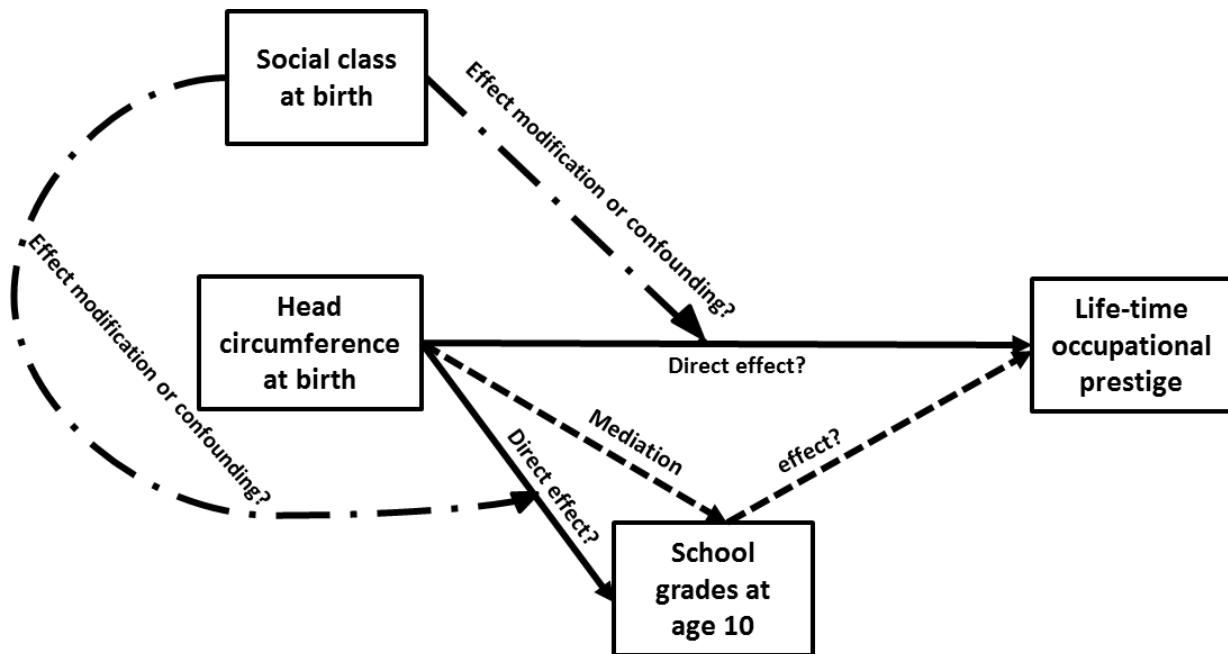 Social class
at birth
Effect modification or confounding?
Effect modification or confounding?
Head
circumference
at birth
Direct effect?
Life-time
occupational
prestige
Mediation
effect?
Direct effect?
School
grades at
age 10